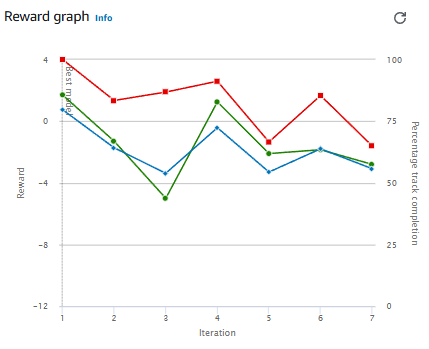 Reward graph Info
4
0
−4
−8
−12
Reward
Best model
100
75
50
25
0
Percentage track completion
1 2 3 4 5 6 7
Iteration